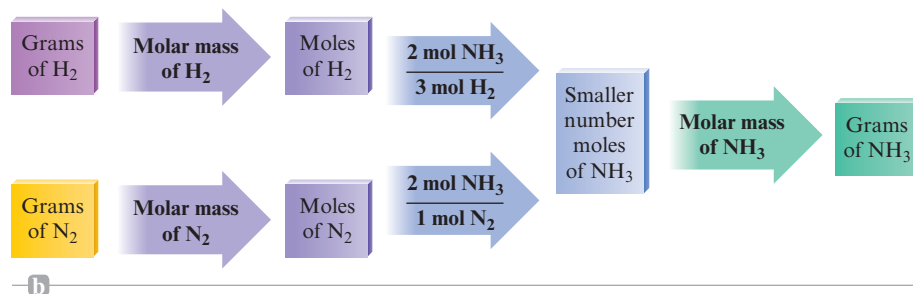 Grams
of H₂
Molar mass
of H₂
Moles
of H₂
2 mol NH₃
3 mol H₂
Smaller
number
moles
of NH₃
Molar mass
of NH₃
Grams
of NH₃
Grams
of N₂
Molar mass
of N₂
Moles
of N₂
2 mol NH₃
1 mol N₂
b